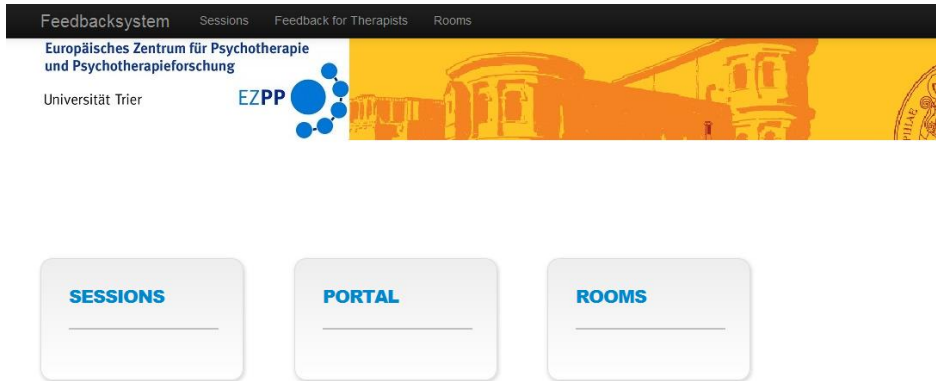 Feedbacksystem Sessions Feedback for Therapists Rooms
Europäisches Zentrum für Psychotherapie
und Psychotherapieforschung
Universität Trier
EZPP
SESSIONS PORTAL ROOMS